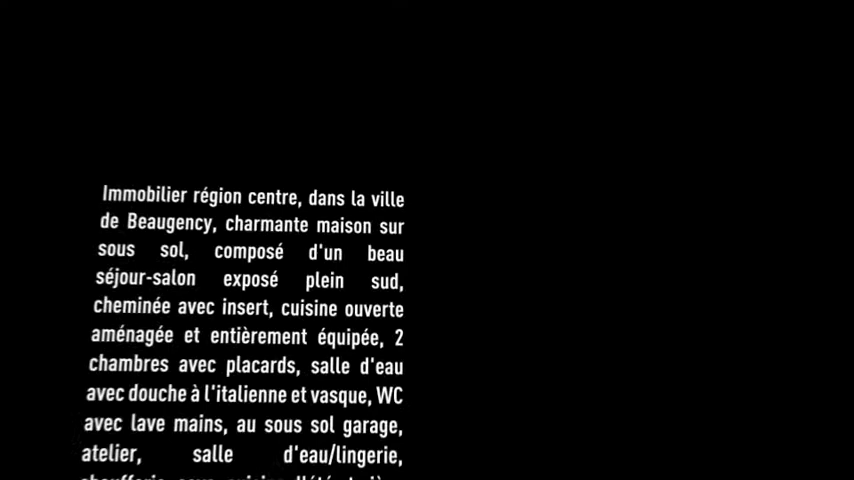 Immobilier région centre, dans la ville
de Beaugency, charmante maison sur
sous sol, composé d'un beau
séjour-salon exposé plein sud,
cheminée avec insert, cuisine ouverte
aménagée et entièrement équipée, 2
chambres avec placards, salle d'eau
avec douche à l'italienne et vasque, WC
avec lave mains, au sous sol garage,
atelier, salle d'eau/lingerie,